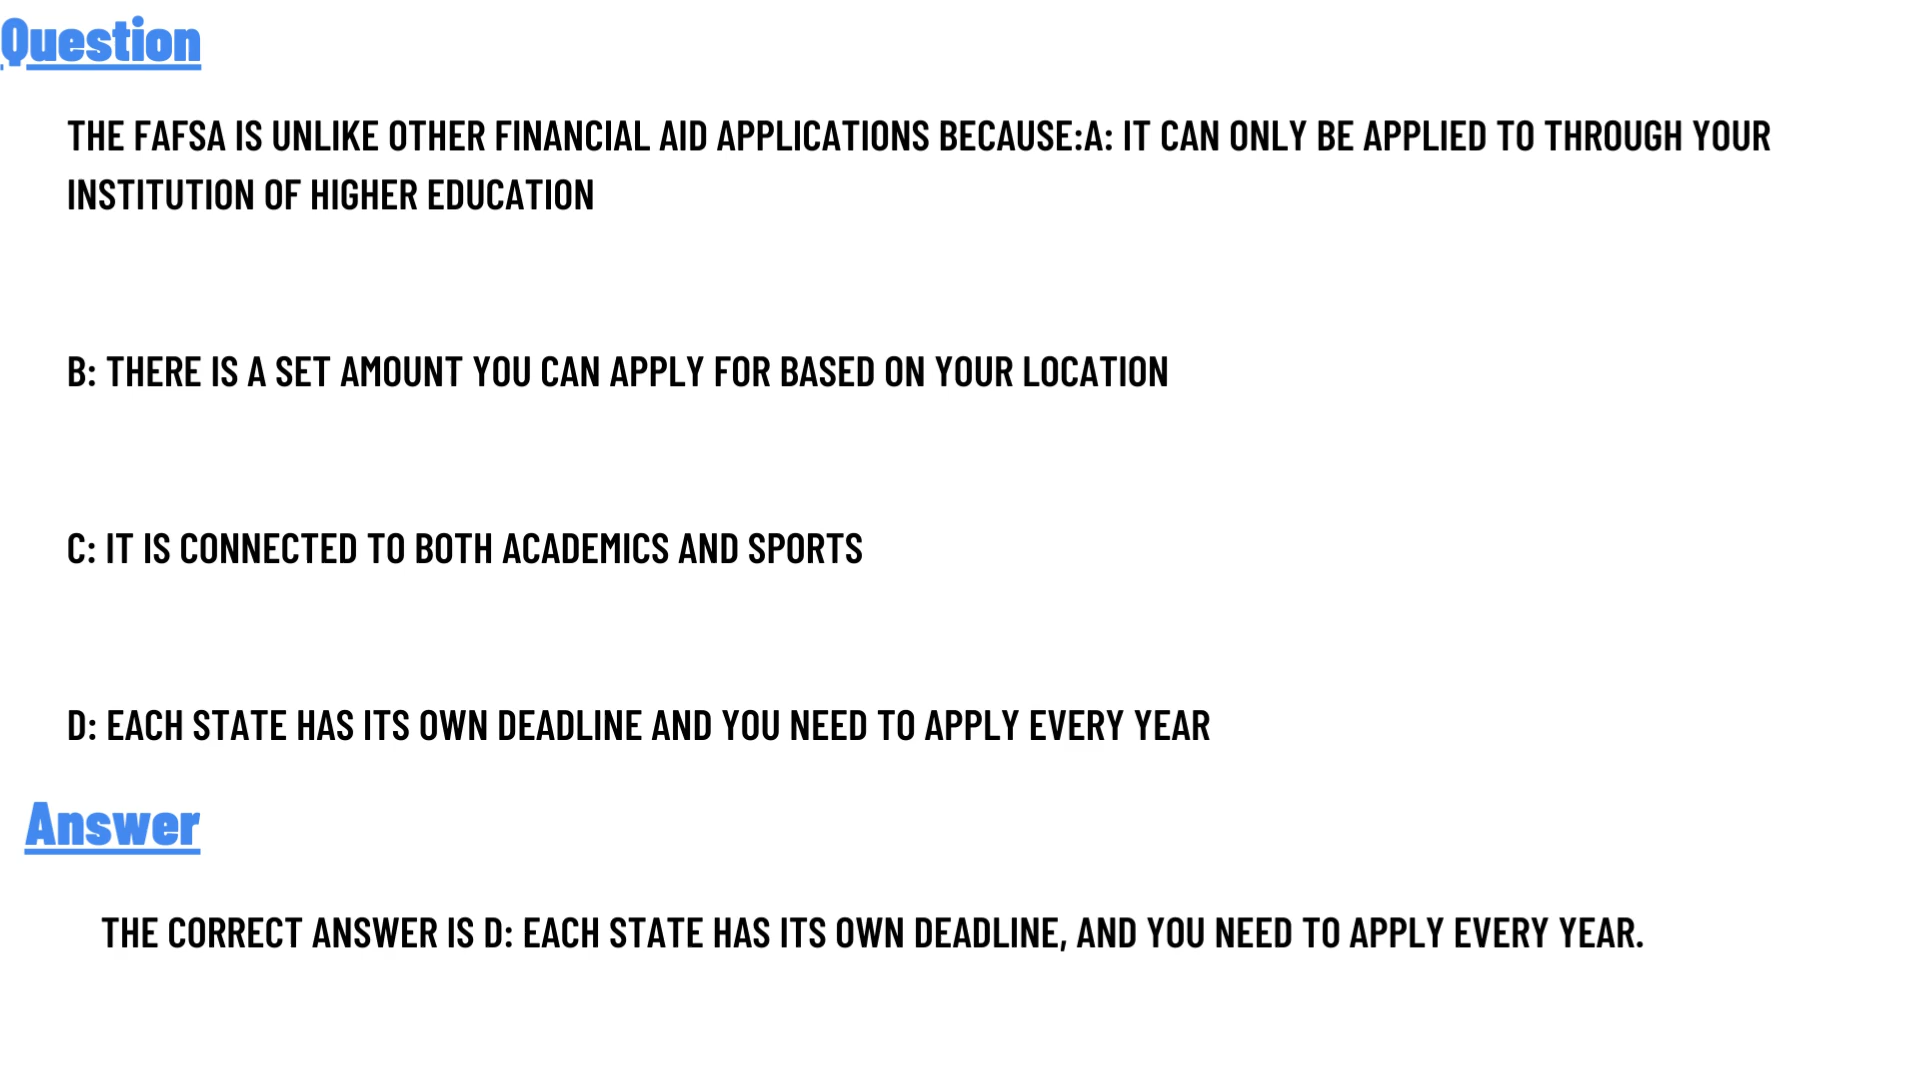 Question
THE FAFSA IS UNLIKE OTHER FINANCIAL AID APPLICATIONS BECAUSE:A: IT CAN ONLY BE APPLIED TO THROUGH YOUR
INSTITUTION OF HIGHER EDUCATION
B: THERE IS A SET AMOUNT YOU CAN APPLY FOR BASED ON YOUR LOCATION
C: IT IS CONNECTED TO BOTH ACADEMICS AND SPORTS
D: EACH STATE HAS ITS OWN DEADLINE AND YOU NEED TO APPLY EVERY YEAR
Answer
THE CORRECT ANSWER IS D: EACH STATE HAS ITS OWN DEADLINE, AND YOU NEED TO APPLY EVERY YEAR.